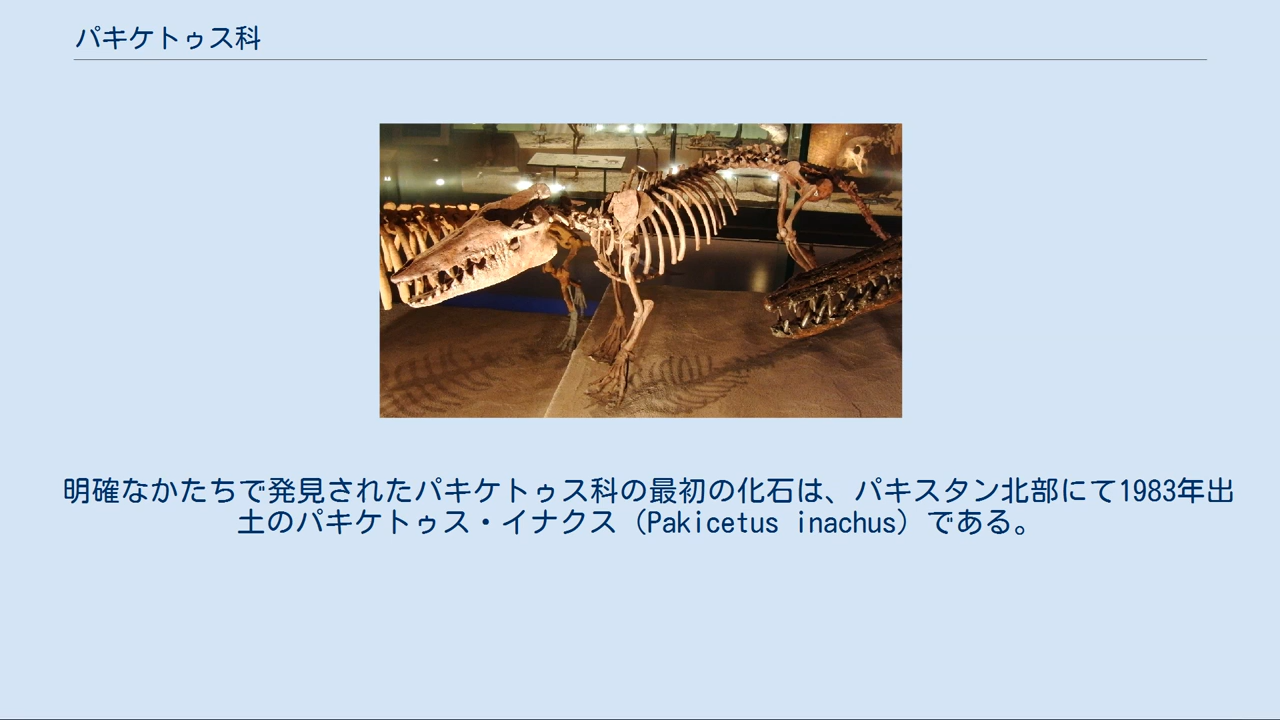 パキケトゥス科
明確なかたちで発見されたパキケトゥス科の最初の化石は、パキスタン北部にて1983年出
土のパキケトゥス・イナクス（Pakicetus inachus）である。